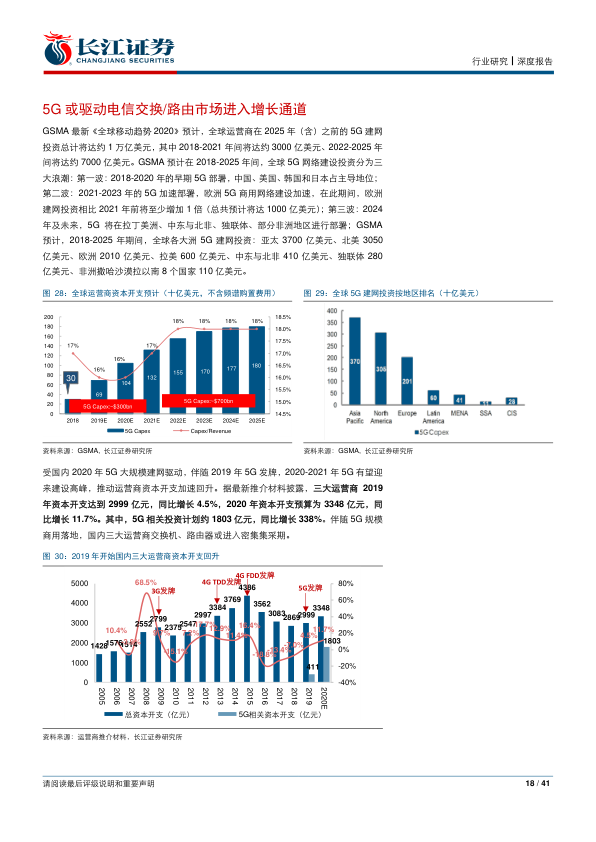 长江证券
CHANGJIANG SECURITIES
行业研究┃深度报告
5G 或驱动电信交换/路由市场进入增长通道
GSMA 最新《全球移动趋势 2020》预计，全球运营商在 2025 年（含）之前的 5G 建网
投资总计将达约 1 万亿美元，其中 2018-2021 年间将达约 3000 亿美元、2022-2025 年
间将达约 7000 亿美元。GSMA 预计在 2018-2025 年间，全球 5G 网络建设投资分为三
大浪潮：第一波：2018-2020 年的早期 5G 部署，中国、美国、韩国和日本占主导地位；
第二波：2021-2023 年的 5G 加速部署，欧洲 5G 商用网络建设加速，在此期间，欧洲
建网投资相比 2021 年前将至少增加 1 倍（总共预计将达 1000 亿美元）；第三波：2024
年及未来，5G 将在拉丁美洲、中东与北非、独联体、部分非洲地区进行部署；GSMA
预计，2018-2025 年期间，全球各大洲 5G 建网投资：亚太 3700 亿美元、北美 3050
亿美元、欧洲 2010 亿美元、拉美 600 亿美元、中东与北非 410 亿美元、独联体 280
亿美元、非洲撒哈沙漠拉以南 8 个国家 110 亿美元。
图 28：全球运营商资本开支预计（十亿美元，不含频谱购置费用）
200
180
160
140
120
100
80
60
40
20
0
18.5%
18.0%
17.5%
17.0%
16.5%
16.0%
15.5%
15.0%
14.5%
17% 16% 16% 17% 18% 18% 18% 18%
30 69 104 132 155 170 177 180
5G Capex:~$300bn
5G Capex:~$700bn
2018 2019E 2020E 2021E 2022E 2023E 2024E 2025E
5G Capex Capex/Revenue
图 29：全球 5G 建网投资按地区排名（十亿美元）
400
350
300
250
200
150
100
50
0
370 305 201 60 41 11 28
Asia Pacific North America Europe Latin America MENA SSA CIS
5G Capex
资料来源：GSMA, 长江证券研究所
资料来源：GSMA, 长江证券研究所
受国内 2020 年 5G 大规模建网驱动，伴随 2019 年 5G 发牌，2020-2021 年 5G 有望迎
来建设高峰，推动运营商资本开支加速回升。据最新推介材料披露，三大运营商 2019
年资本开支达到 2999 亿元，同比增长 4.5%，2020 年资本开支预算为 3348 亿元，同
比增长 11.7%。其中，5G 相关投资计划约 1803 亿元，同比增长 338%。伴随 5G 规模
商用落地，国内三大运营商交换机、路由器或进入密集集采期。
图 30：2019 年开始国内三大运营商资本开支回升
5000
4000
3000
2000
1000
0
80%
60%
40%
20%
0%
-20%
-40%
3G发牌
4G TDD发牌
4G FDD发牌
5G发牌
68.5%
10.4%
1428 1576 1514 2552 2799 2375 2547 2997 3384 3769 4386 3562 3083 2869 2999 3348
411 1803
2005 2006 2007 2008 2009 2010 2011 2012 2013 2014 2015 2016 2017 2018 2019 2020E
总资本开支（亿元） 5G相关资本开支（亿元）
资料来源：运营商推介材料，长江证券研究所
请阅读最后评级说明和重要声明
18 / 41